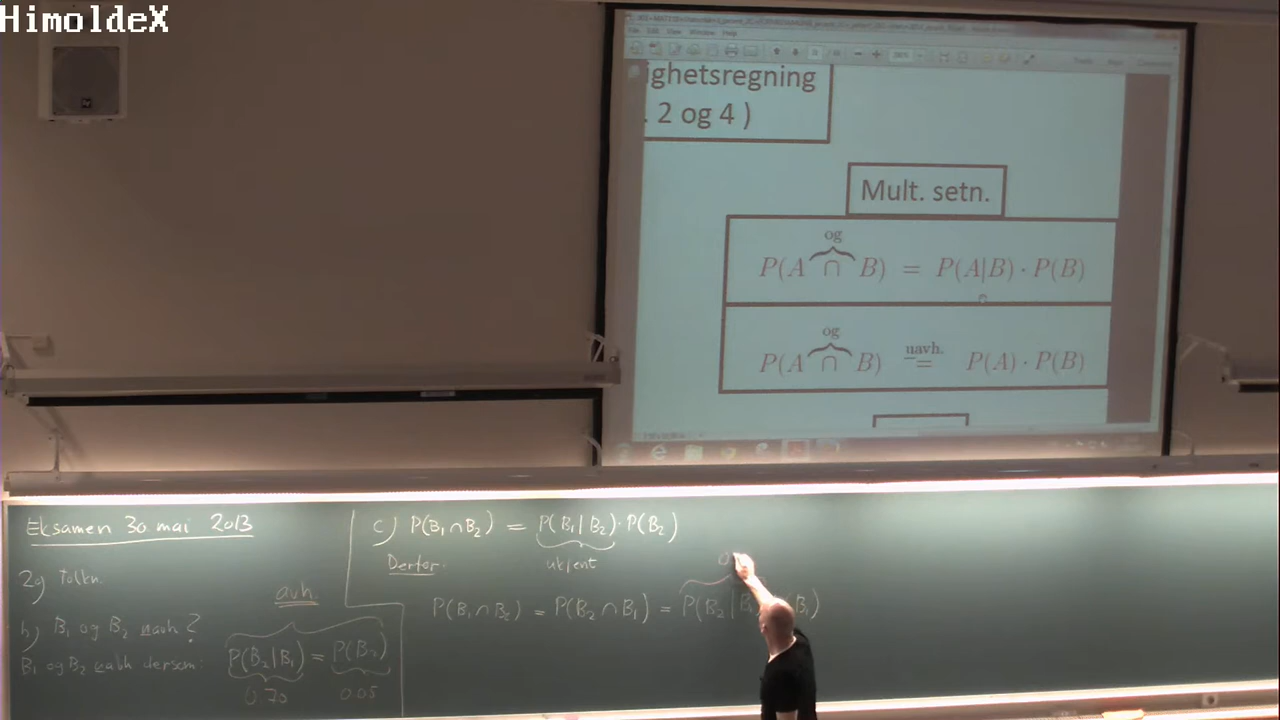 HimoldeX
ighetsregning
. 2 og 4 )
Mult. setn.
og
P(A ∩ B) = P(A|B) · P(B)
og
uavh.
P(A ∩ B) = P(A) · P(B)
Eksamen 30 mai 2013
2g Tolkn.
avh.
h) B₁ og B₂ uavh?
B₁ og B₂ uavh dersom: P(B₂|B₁) = P(B₂)
0.70 0.05
c) P(B₁∩B₂) = P(B₁|B₂)·P(B₂)
Derfor: ukjent
P(B₁∩B₂) = P(B₂∩B₁) = P(B₂|B₁)